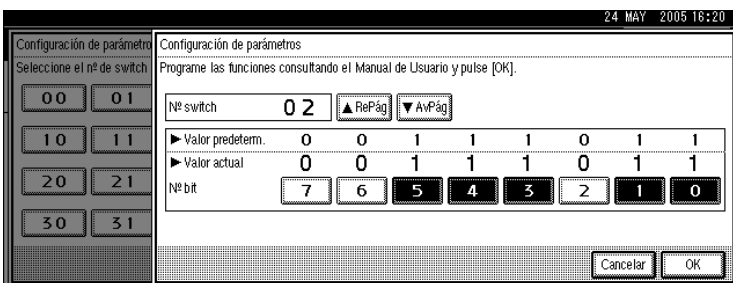 24 MAY 2005 16:20
Configuración de parámetro
Seleccione el nº de switch
00 01
10 11
20 21
30 31
Configuración de parámetros
Programe las funciones consultando el Manual de Usuario y pulse [OK].
Nº switch 02 ▲ RePág ▼ AvPág
► Valor predeterm. 0 0 1 1 1 0 1 1
► Valor actual 0 0 1 1 1 0 1 1
Nº bit 7 6 5 4 3 2 1 0
Cancelar OK